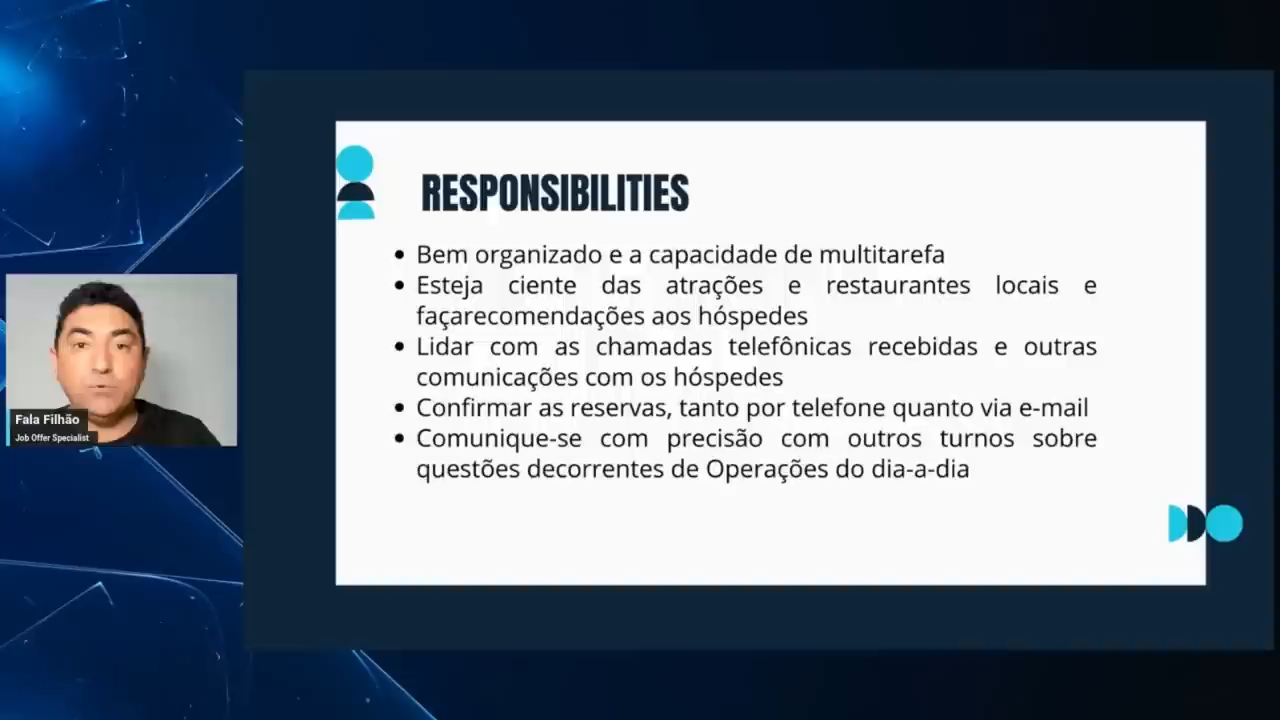 RESPONSIBILITIES
• Bem organizado e a capacidade de multitarefa
• Esteja ciente das atrações e restaurantes locais e
façarecomendações aos hóspedes
• Lidar com as chamadas telefônicas recebidas e outras
comunicações com os hóspedes
• Confirmar as reservas, tanto por telefone quanto via e-mail
• Comunique-se com precisão com outros turnos sobre
questões decorrentes de Operações do dia-a-dia
Fala Filhão
Job Offer Specialist